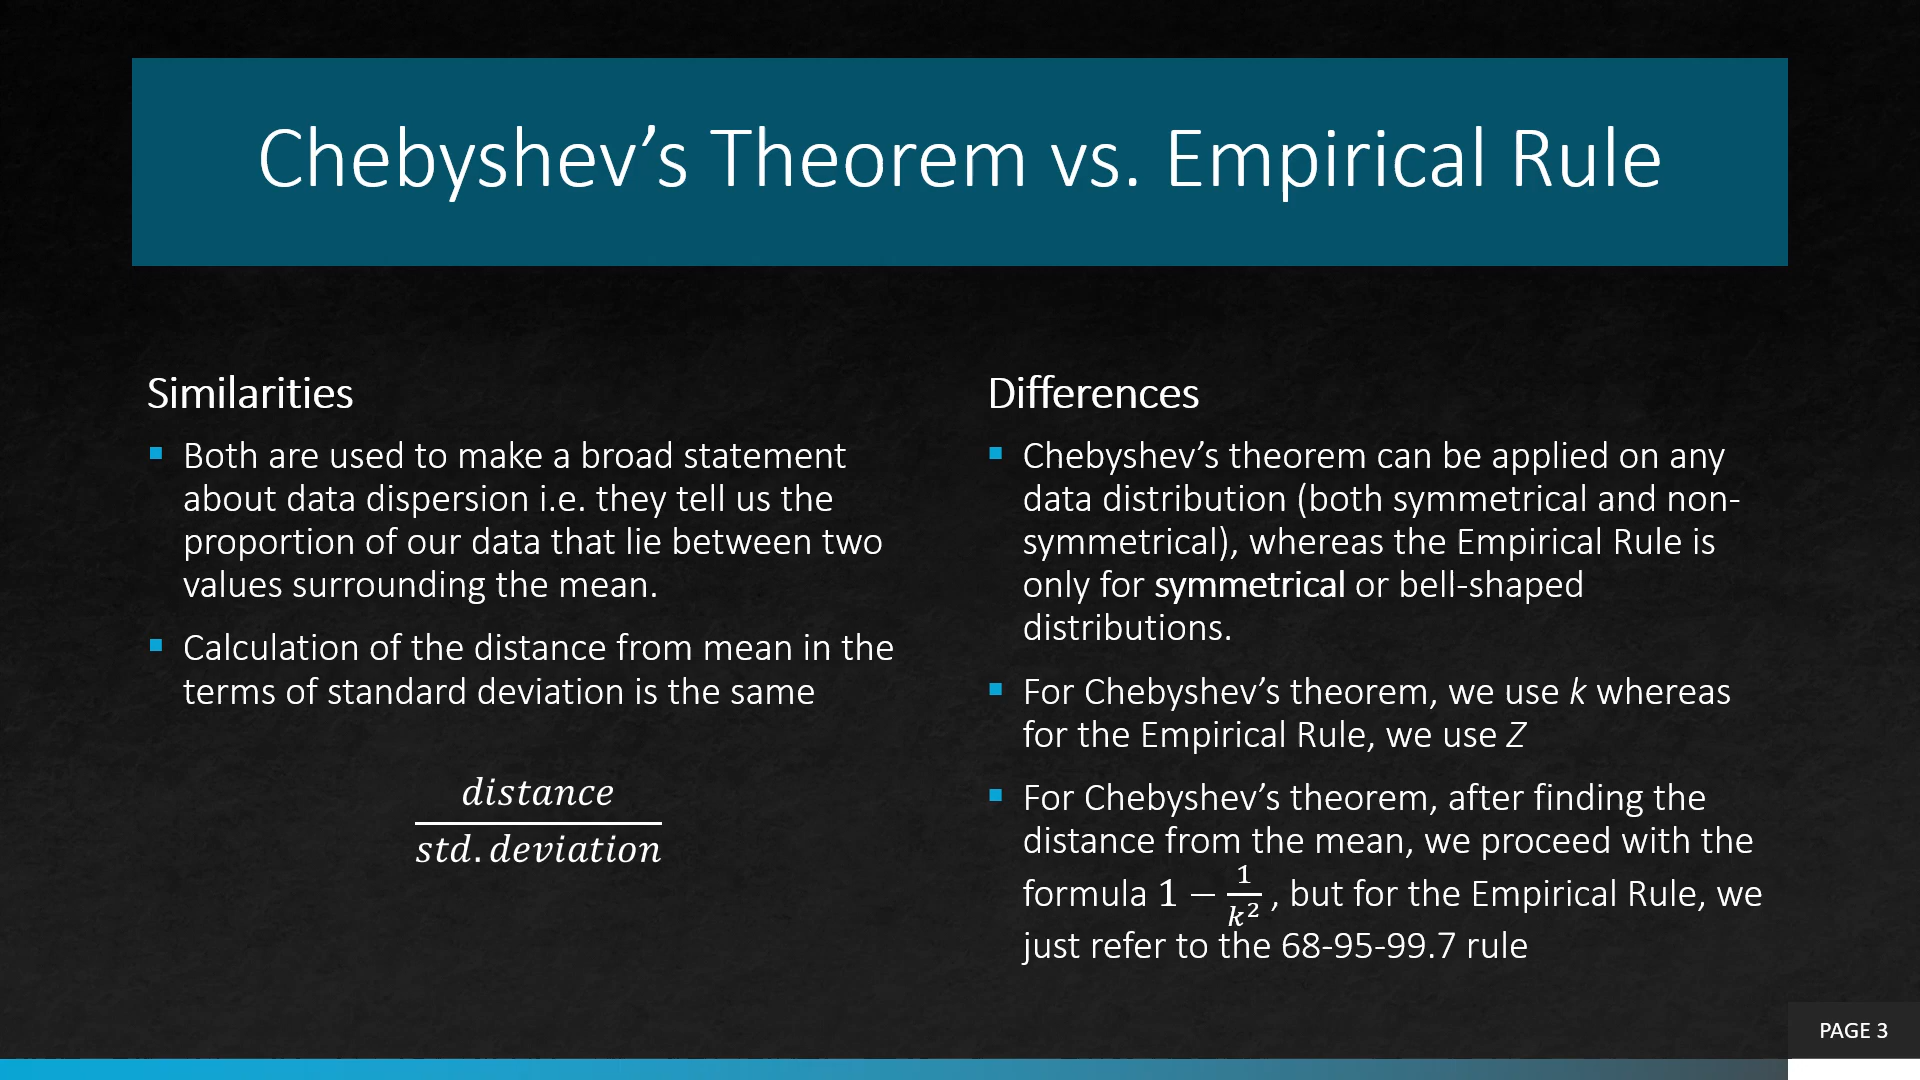 Chebyshev’s Theorem vs. Empirical Rule
Similarities
▪ Both are used to make a broad statement
about data dispersion i.e. they tell us the
proportion of our data that lie between two
values surrounding the mean.
▪ Calculation of the distance from mean in the
terms of standard deviation is the same
distance
std. deviation
Differences
▪ Chebyshev’s theorem can be applied on any
data distribution (both symmetrical and non-
symmetrical), whereas the Empirical Rule is
only for symmetrical or bell-shaped
distributions.
▪ For Chebyshev’s theorem, we use k whereas
for the Empirical Rule, we use Z
▪ For Chebyshev’s theorem, after finding the
distance from the mean, we proceed with the
formula 1 − 1/k² , but for the Empirical Rule, we
just refer to the 68-95-99.7 rule
PAGE 3